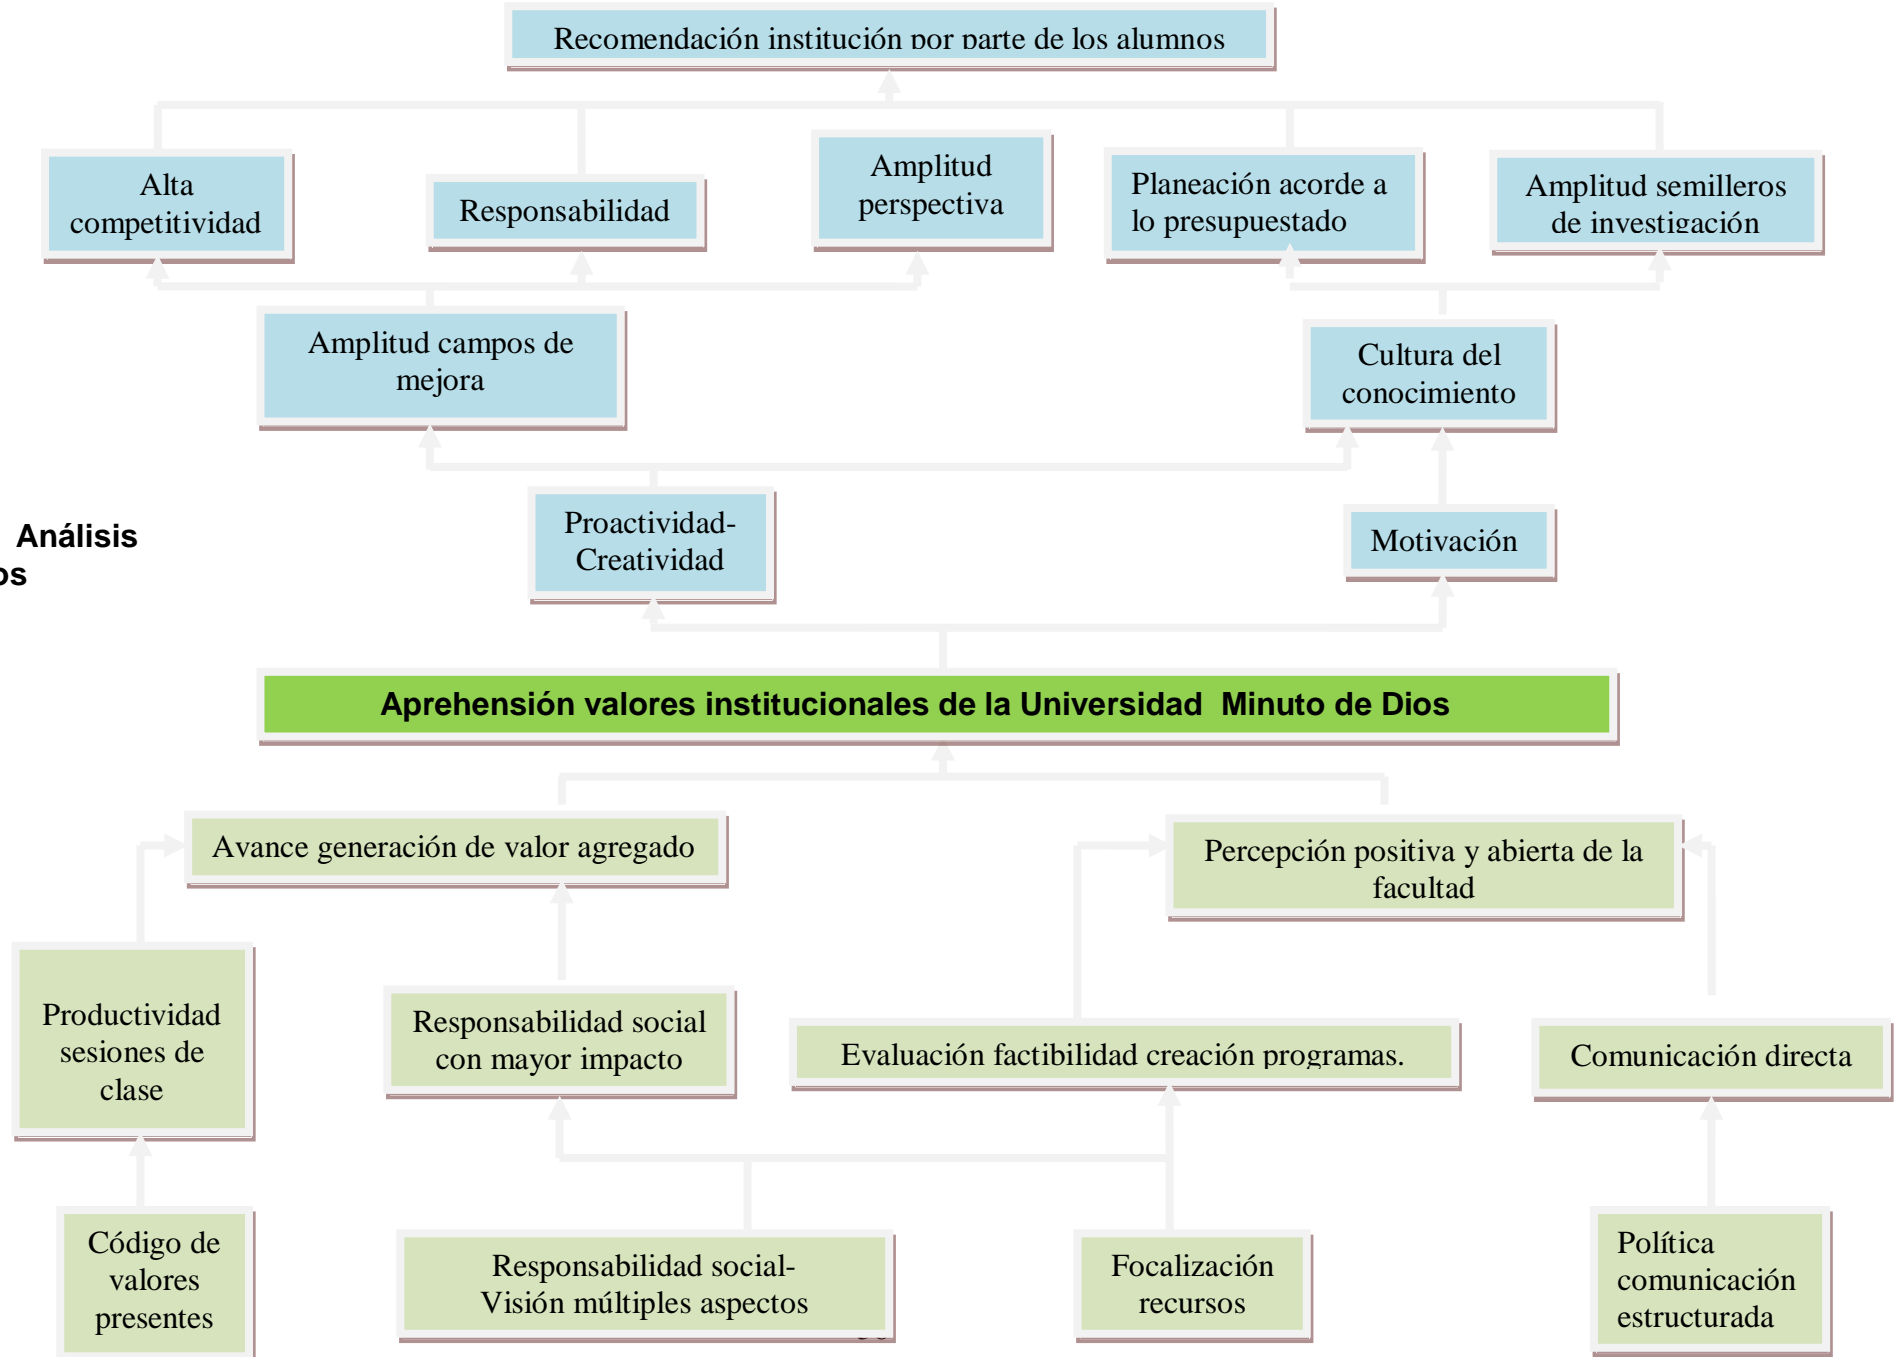 Recomendación institución por parte de los alumnos
Alta
competitividad
Responsabilidad
Amplitud
perspectiva
Planeación acorde a
lo presupuestado
Amplitud semilleros
de investigación
Amplitud campos de
mejora
Cultura del
conocimiento
Proactividad-
Creatividad
Motivación
Análisis
os
Aprehensión valores institucionales de la Universidad Minuto de Dios
Avance generación de valor agregado
Percepción positiva y abierta de la
facultad
Productividad
sesiones de
clase
Responsabilidad social
con mayor impacto
Evaluación factibilidad creación programas.
Comunicación directa
Código de
valores
presentes
Responsabilidad social-
Visión múltiples aspectos
Focalización
recursos
Política
comunicación
estructurada